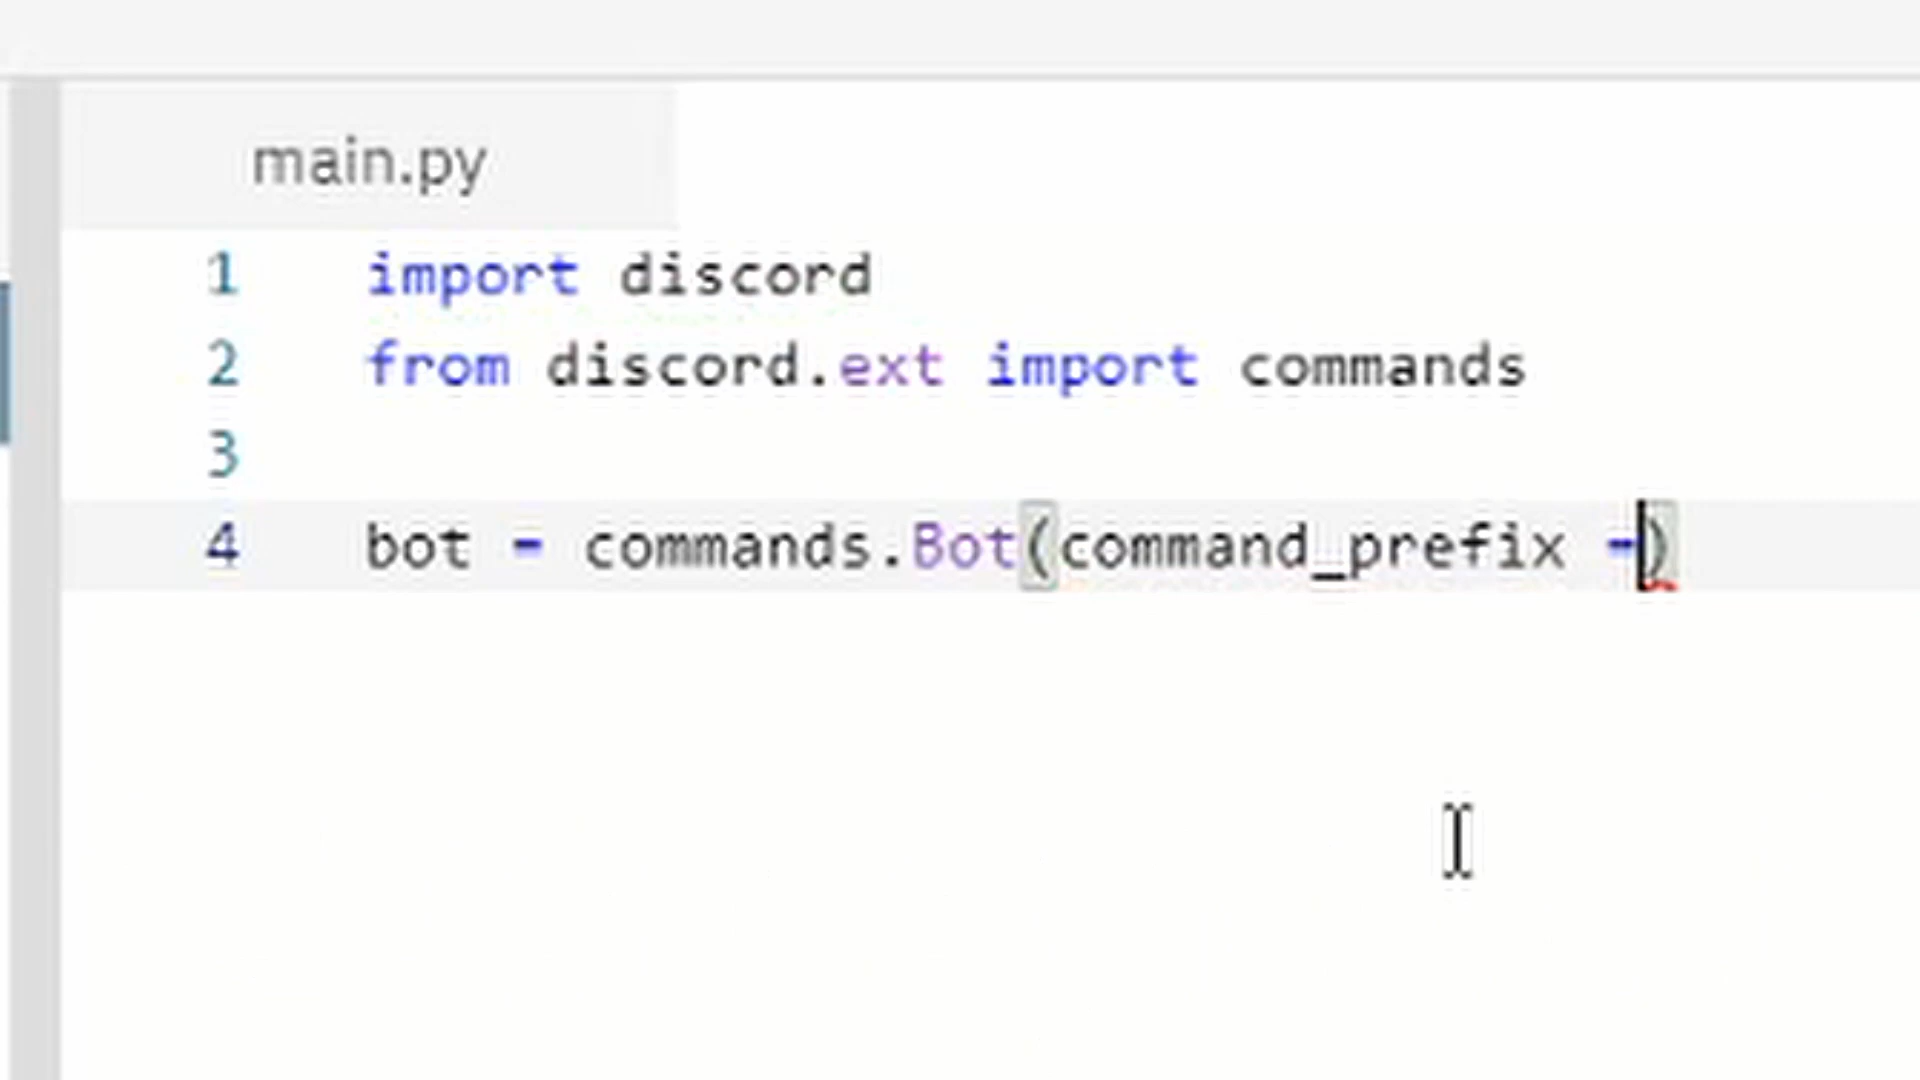 main.py
1 import discord
2 from discord.ext import commands
3
4 bot = commands.Bot(command_prefix =)